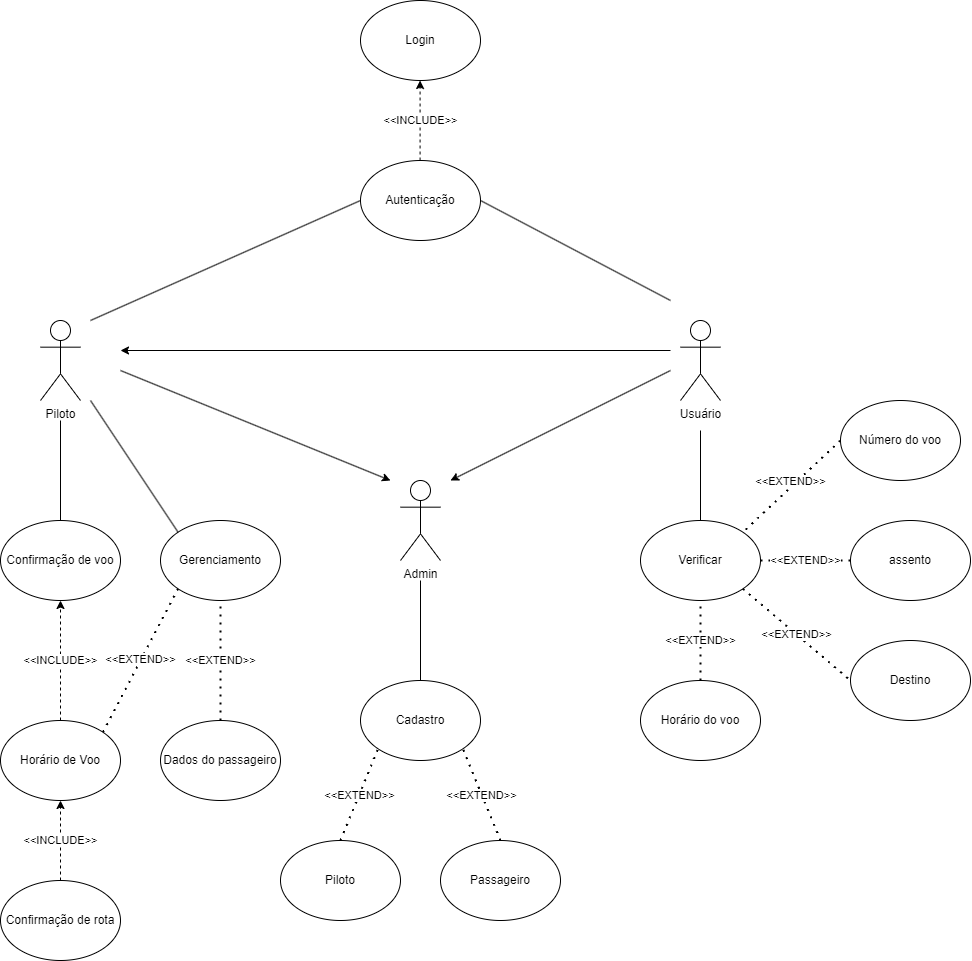 Login
<<INCLUDE>>
Autenticação
Piloto
Usuário
Número do voo
<<EXTEND>>
Confirmação de voo
Gerenciamento
Admin
Verificar
<<EXTEND>>
assento
<<INCLUDE>>
<<EXTEND>>
<<EXTEND>>
<<EXTEND>>
<<EXTEND>>
Destino
Horário de Voo
Dados do passageiro
Cadastro
Horário do voo
<<EXTEND>>
<<EXTEND>>
<<INCLUDE>>
Piloto
Passageiro
Confirmação de rota